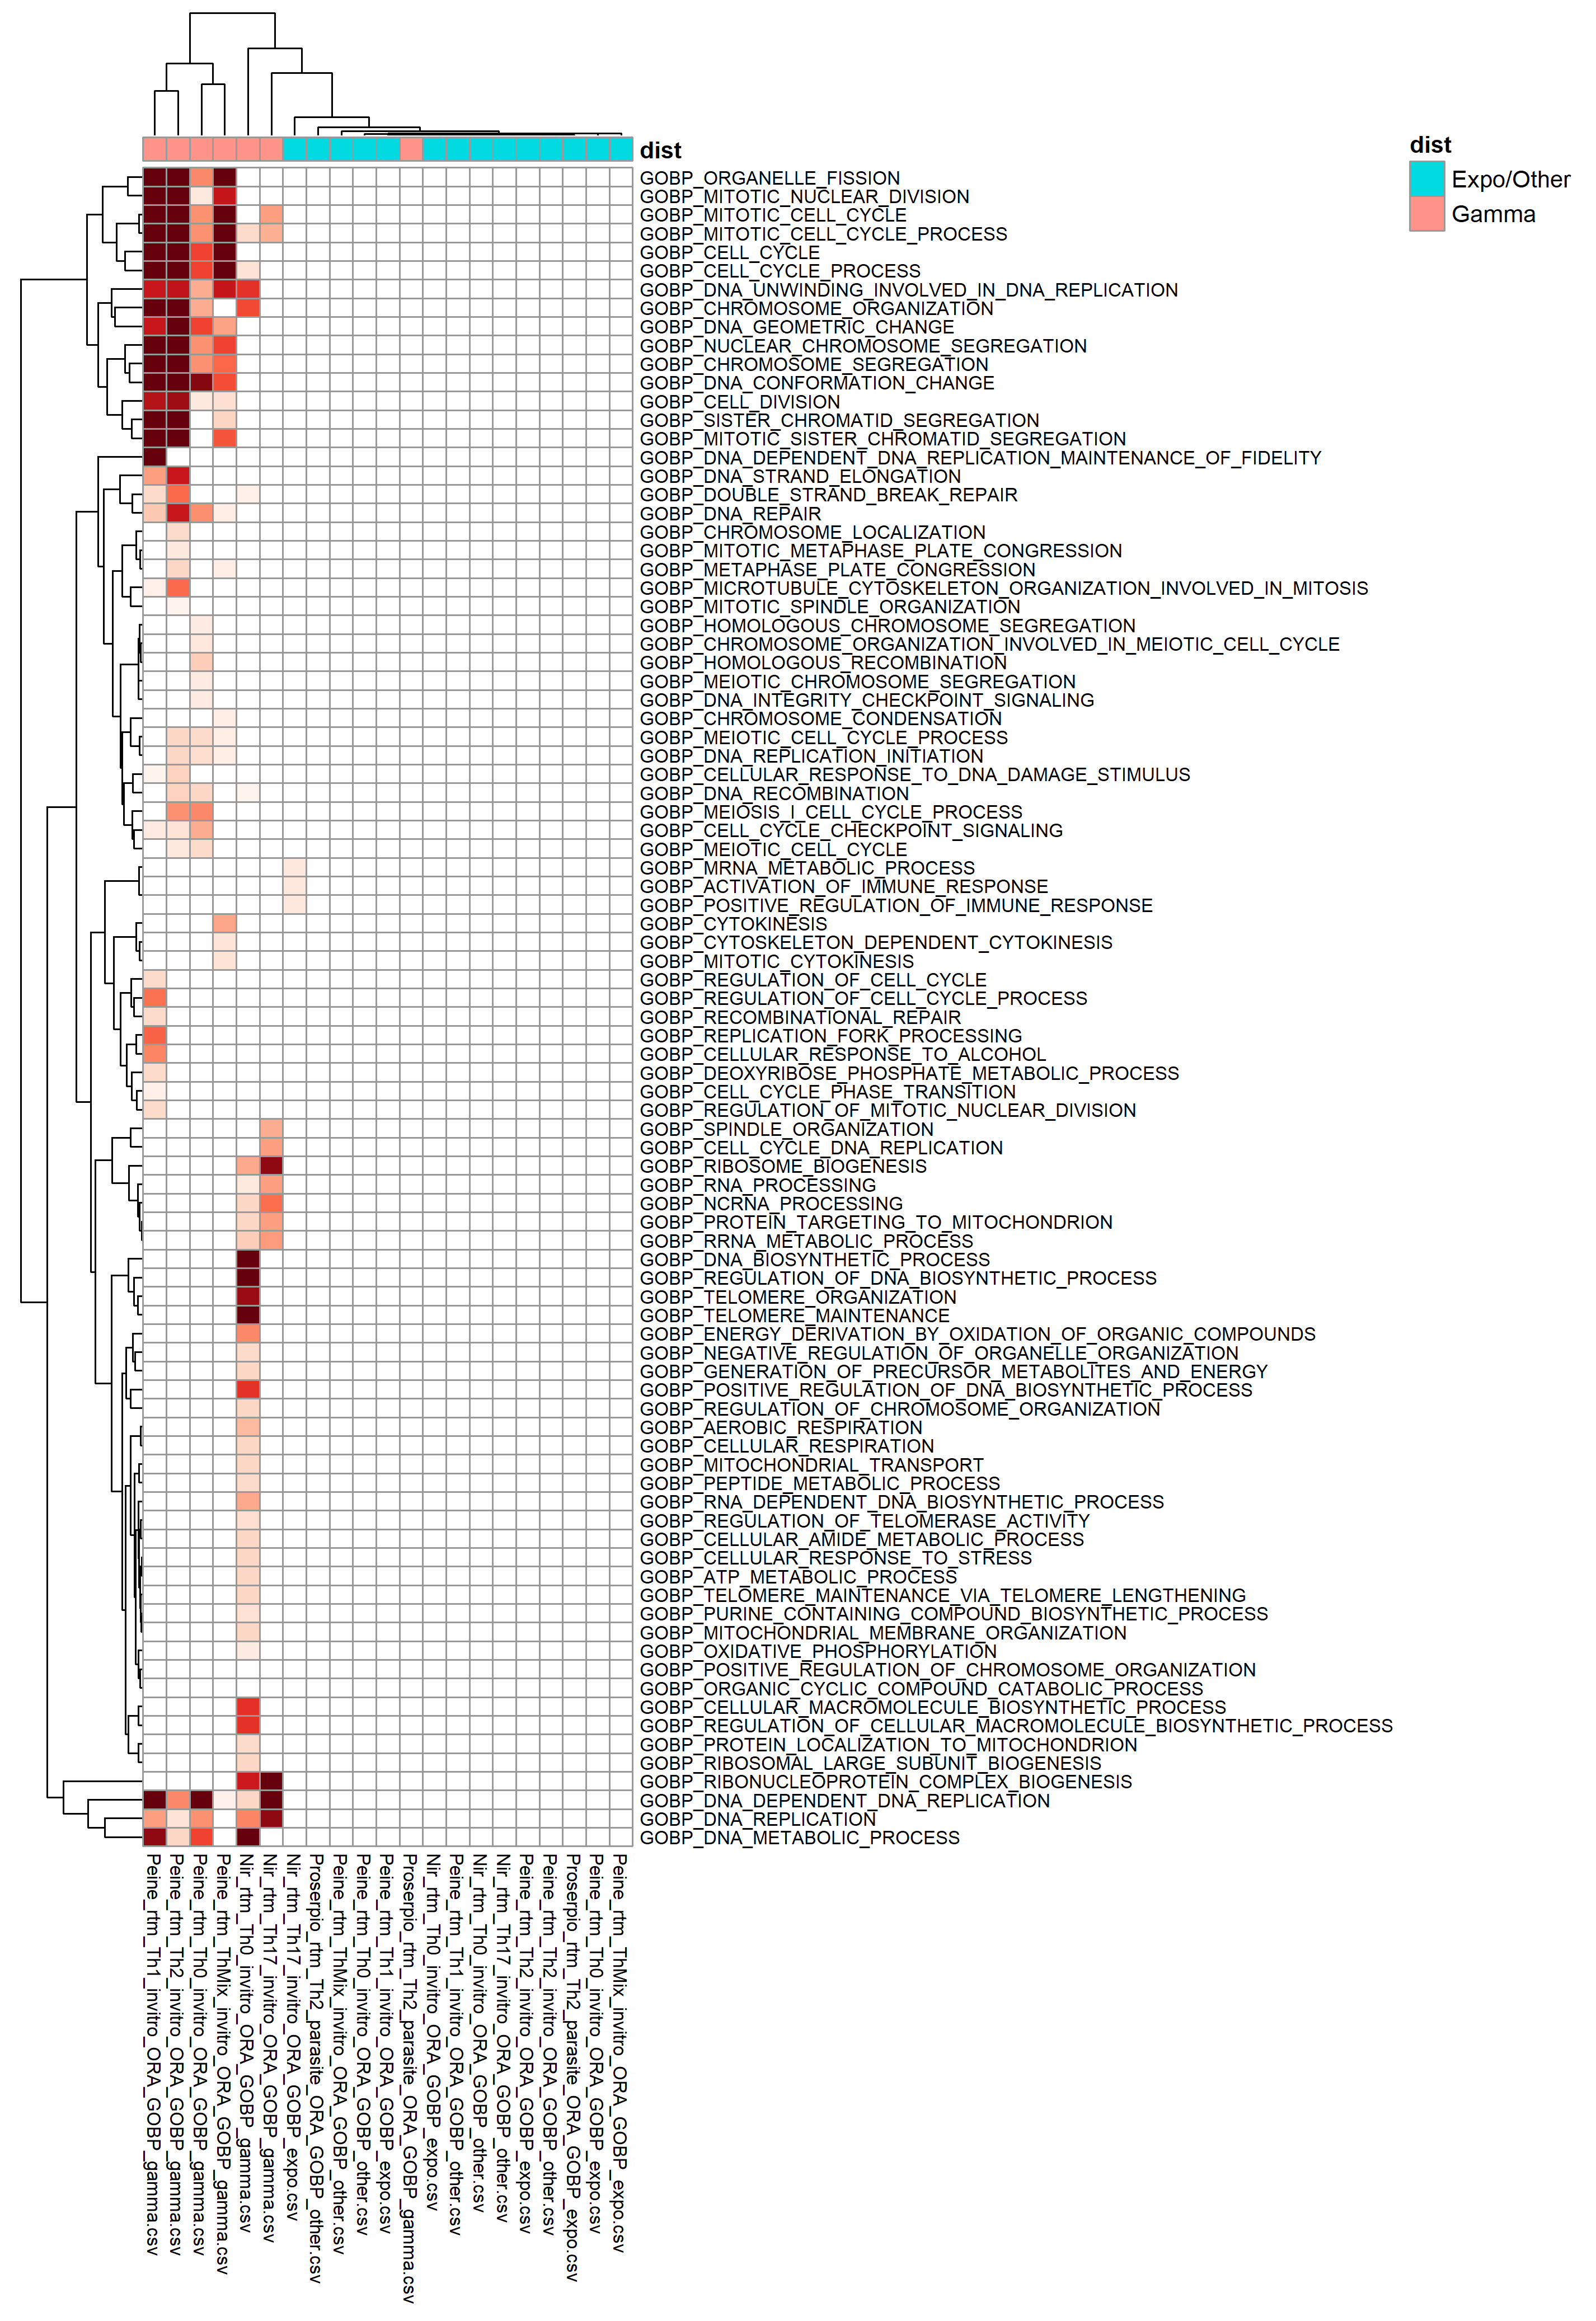 dist
dist
Expo/Other
Gamma
GOBP_ORGANELLE_FISSION
GOBP_MITOTIC_NUCLEAR_DIVISION
GOBP_MITOTIC_CELL_CYCLE
GOBP_MITOTIC_CELL_CYCLE_PROCESS
GOBP_CELL_CYCLE
GOBP_CELL_CYCLE_PROCESS
GOBP_DNA_UNWINDING_INVOLVED_IN_DNA_REPLICATION
GOBP_CHROMOSOME_ORGANIZATION
GOBP_DNA_GEOMETRIC_CHANGE
GOBP_NUCLEAR_CHROMOSOME_SEGREGATION
GOBP_CHROMOSOME_SEGREGATION
GOBP_DNA_CONFORMATION_CHANGE
GOBP_CELL_DIVISION
GOBP_SISTER_CHROMATID_SEGREGATION
GOBP_MITOTIC_SISTER_CHROMATID_SEGREGATION
GOBP_DNA_DEPENDENT_DNA_REPLICATION_MAINTENANCE_OF_FIDELITY
GOBP_DNA_STRAND_ELONGATION
GOBP_DOUBLE_STRAND_BREAK_REPAIR
GOBP_DNA_REPAIR
GOBP_CHROMOSOME_LOCALIZATION
GOBP_MITOTIC_METAPHASE_PLATE_CONGRESSION
GOBP_METAPHASE_PLATE_CONGRESSION
GOBP_MICROTUBULE_CYTOSKELETON_ORGANIZATION_INVOLVED_IN_MITOSIS
GOBP_MITOTIC_SPINDLE_ORGANIZATION
GOBP_HOMOLOGOUS_CHROMOSOME_SEGREGATION
GOBP_CHROMOSOME_ORGANIZATION_INVOLVED_IN_MEIOTIC_CELL_CYCLE
GOBP_HOMOLOGOUS_RECOMBINATION
GOBP_MEIOTIC_CHROMOSOME_SEGREGATION
GOBP_DNA_INTEGRITY_CHECKPOINT_SIGNALING
GOBP_CHROMOSOME_CONDENSATION
GOBP_MEIOTIC_CELL_CYCLE_PROCESS
GOBP_DNA_REPLICATION_INITIATION
GOBP_CELLULAR_RESPONSE_TO_DNA_DAMAGE_STIMULUS
GOBP_DNA_RECOMBINATION
GOBP_MEIOSIS_I_CELL_CYCLE_PROCESS
GOBP_CELL_CYCLE_CHECKPOINT_SIGNALING
GOBP_MEIOTIC_CELL_CYCLE
GOBP_MRNA_METABOLIC_PROCESS
GOBP_ACTIVATION_OF_IMMUNE_RESPONSE
GOBP_POSITIVE_REGULATION_OF_IMMUNE_RESPONSE
GOBP_CYTOKINESIS
GOBP_CYTOSKELETON_DEPENDENT_CYTOKINESIS
GOBP_MITOTIC_CYTOKINESIS
GOBP_REGULATION_OF_CELL_CYCLE
GOBP_REGULATION_OF_CELL_CYCLE_PROCESS
GOBP_RECOMBINATIONAL_REPAIR
GOBP_REPLICATION_FORK_PROCESSING
GOBP_CELLULAR_RESPONSE_TO_ALCOHOL
GOBP_DEOXYRIBOSE_PHOSPHATE_METABOLIC_PROCESS
GOBP_CELL_CYCLE_PHASE_TRANSITION
GOBP_REGULATION_OF_MITOTIC_NUCLEAR_DIVISION
GOBP_SPINDLE_ORGANIZATION
GOBP_CELL_CYCLE_DNA_REPLICATION
GOBP_RIBOSOME_BIOGENESIS
GOBP_RNA_PROCESSING
GOBP_NCRNA_PROCESSING
GOBP_PROTEIN_TARGETING_TO_MITOCHONDRION
GOBP_RRNA_METABOLIC_PROCESS
GOBP_DNA_BIOSYNTHETIC_PROCESS
GOBP_REGULATION_OF_DNA_BIOSYNTHETIC_PROCESS
GOBP_TELOMERE_ORGANIZATION
GOBP_TELOMERE_MAINTENANCE
GOBP_ENERGY_DERIVATION_BY_OXIDATION_OF_ORGANIC_COMPOUNDS
GOBP_NEGATIVE_REGULATION_OF_ORGANELLE_ORGANIZATION
GOBP_GENERATION_OF_PRECURSOR_METABOLITES_AND_ENERGY
GOBP_POSITIVE_REGULATION_OF_DNA_BIOSYNTHETIC_PROCESS
GOBP_REGULATION_OF_CHROMOSOME_ORGANIZATION
GOBP_AEROBIC_RESPIRATION
GOBP_CELLULAR_RESPIRATION
GOBP_MITOCHONDRIAL_TRANSPORT
GOBP_PEPTIDE_METABOLIC_PROCESS
GOBP_RNA_DEPENDENT_DNA_BIOSYNTHETIC_PROCESS
GOBP_REGULATION_OF_TELOMERASE_ACTIVITY
GOBP_CELLULAR_AMIDE_METABOLIC_PROCESS
GOBP_CELLULAR_RESPONSE_TO_STRESS
GOBP_ATP_METABOLIC_PROCESS
GOBP_TELOMERE_MAINTENANCE_VIA_TELOMERE_LENGTHENING
GOBP_PURINE_CONTAINING_COMPOUND_BIOSYNTHETIC_PROCESS
GOBP_MITOCHONDRIAL_MEMBRANE_ORGANIZATION
GOBP_OXIDATIVE_PHOSPHORYLATION
GOBP_POSITIVE_REGULATION_OF_CHROMOSOME_ORGANIZATION
GOBP_ORGANIC_CYCLIC_COMPOUND_CATABOLIC_PROCESS
GOBP_CELLULAR_MACROMOLECULE_BIOSYNTHETIC_PROCESS
GOBP_REGULATION_OF_CELLULAR_MACROMOLECULE_BIOSYNTHETIC_PROCESS
GOBP_PROTEIN_LOCALIZATION_TO_MITOCHONDRION
GOBP_RIBOSOMAL_LARGE_SUBUNIT_BIOGENESIS
GOBP_RIBONUCLEOPROTEIN_COMPLEX_BIOGENESIS
GOBP_DNA_DEPENDENT_DNA_REPLICATION
GOBP_DNA_REPLICATION
GOBP_DNA_METABOLIC_PROCESS
Peine_rtm_Th1_invitro_ORA_GOBP_gamma.csv
Peine_rtm_Th2_invitro_ORA_GOBP_gamma.csv
Peine_rtm_Th0_invitro_ORA_GOBP_gamma.csv
Peine_rtm_ThMix_invitro_ORA_GOBP_gamma.csv
Nir_rtm_Th0_invitro_ORA_GOBP_gamma.csv
Nir_rtm_Th17_invitro_ORA_GOBP_gamma.csv
Nir_rtm_Th17_invitro_ORA_GOBP_expo.csv
Proserpio_rtm_Th2_parasite_ORA_GOBP_other.csv
Peine_rtm_ThMix_invitro_ORA_GOBP_other.csv
Peine_rtm_Th0_invitro_ORA_GOBP_other.csv
Peine_rtm_Th1_invitro_ORA_GOBP_expo.csv
Proserpio_rtm_Th2_parasite_ORA_GOBP_gamma.csv
Nir_rtm_Th0_invitro_ORA_GOBP_expo.csv
Peine_rtm_Th1_invitro_ORA_GOBP_other.csv
Nir_rtm_Th0_invitro_ORA_GOBP_other.csv
Nir_rtm_Th17_invitro_ORA_GOBP_other.csv
Peine_rtm_Th2_invitro_ORA_GOBP_expo.csv
Peine_rtm_Th2_invitro_ORA_GOBP_other.csv
Proserpio_rtm_Th2_parasite_ORA_GOBP_expo.csv
Peine_rtm_Th0_invitro_ORA_GOBP_expo.csv
Peine_rtm_ThMix_invitro_ORA_GOBP_expo.csv